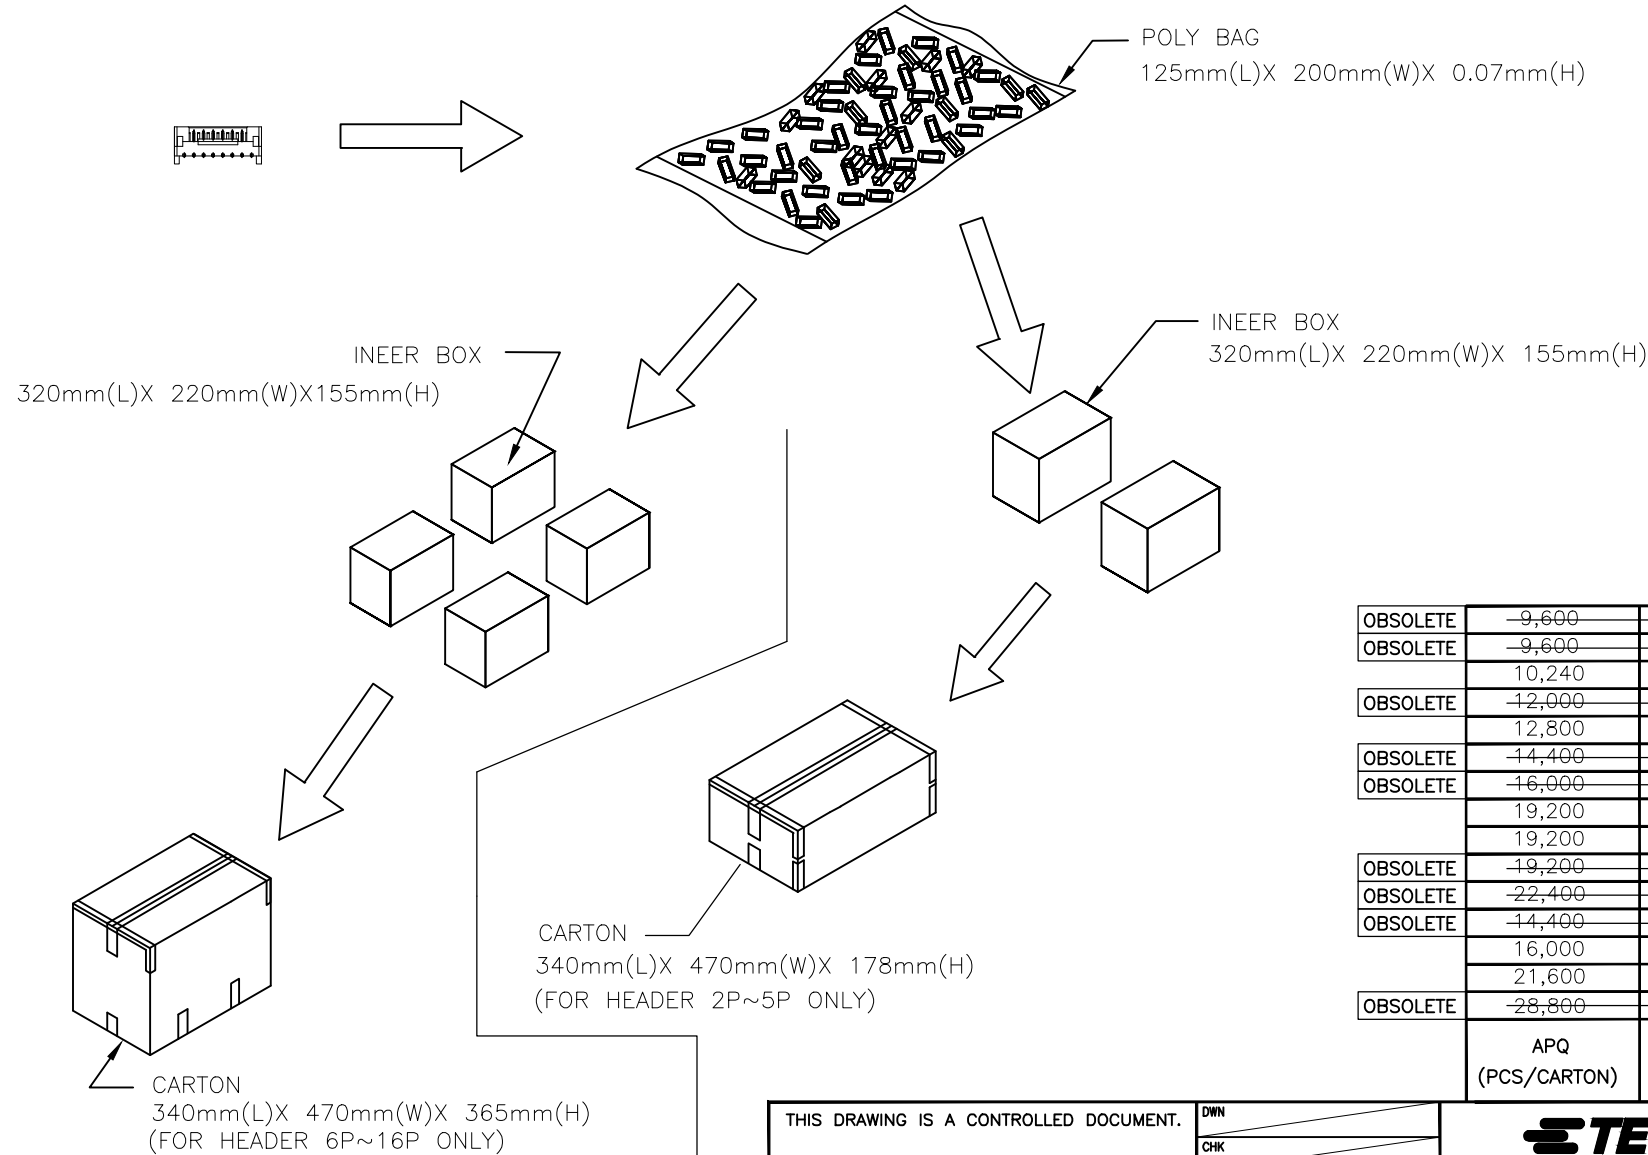 POLY BAG
125mm(L)X 200mm(W)X 0.07mm(H)
INEER BOX
320mm(L)X 220mm(W)X 155mm(H)
INEER BOX
320mm(L)X 220mm(W)X155mm(H)
CARTON
340mm(L)X 470mm(W)X 178mm(H)
(FOR HEADER 2P~5P ONLY)
CARTON
340mm(L)X 470mm(W)X 365mm(H)
(FOR HEADER 6P~16P ONLY)
OBSOLETE 9,600
OBSOLETE 9,600
10,240
OBSOLETE 12,000
12,800
OBSOLETE 14,400
OBSOLETE 16,000
19,200
19,200
OBSOLETE 19,200
OBSOLETE 22,400
OBSOLETE 14,400
16,000
21,600
OBSOLETE 28,800
APQ
(PCS/CARTON)
THIS DRAWING IS A CONTROLLED DOCUMENT.
DWN
CHK
TE